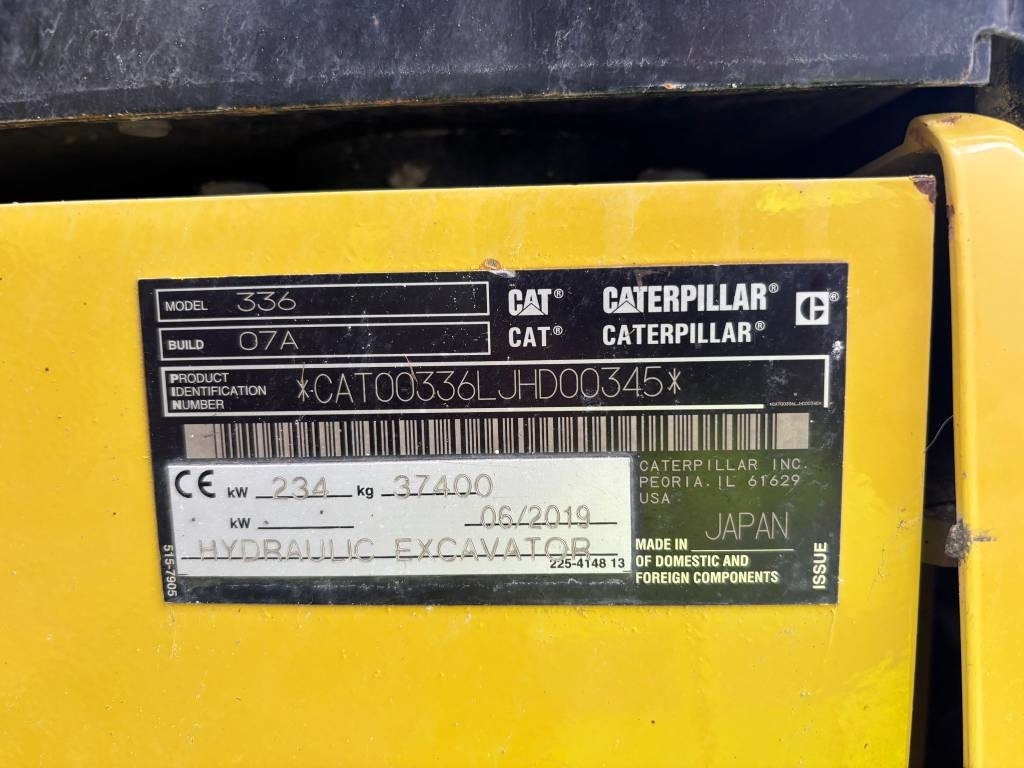 MODEL 336
BUILD 07A
CAT® CATERPILLAR® C®
CAT® CATERPILLAR®
PRODUCT
IDENTIFICATION
NUMBER
*CAT00336LJHD00345*
*CAT00336LJHD00345*
CE kW 234 kg 37400
kW 06/2019
HYDRAULIC EXCAVATOR
225-4148 13
515-7905
CATERPILLAR INC.
PEORIA, IL 61629
USA
MADE IN JAPAN
OF DOMESTIC AND
FOREIGN COMPONENTS
ISSUE